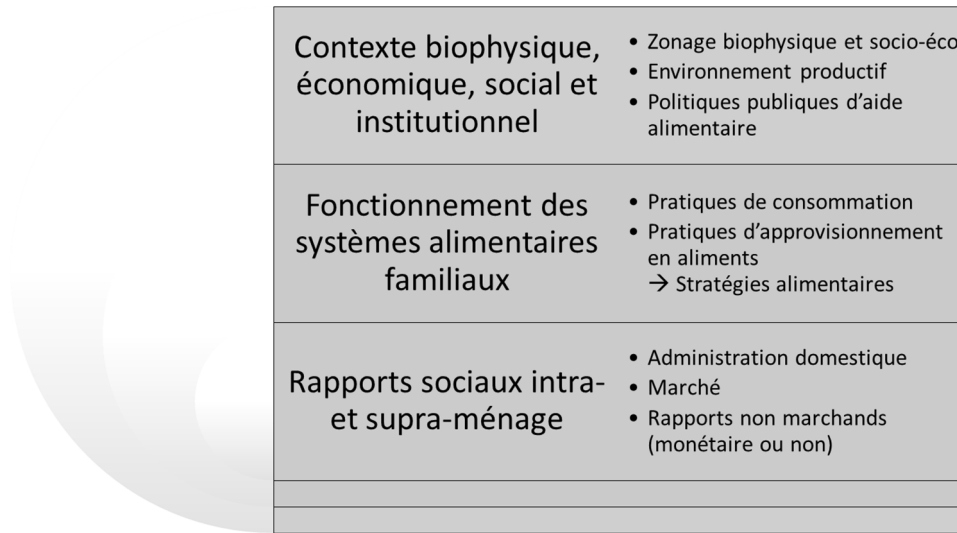 Contexte biophysique,
économique, social et
institutionnel
• Zonage biophysique et socio-éco
• Environnement productif
• Politiques publiques d’aide
alimentaire
Fonctionnement des
systèmes alimentaires
familiaux
• Pratiques de consommation
• Pratiques d’approvisionnement
en aliments
→ Stratégies alimentaires
Rapports sociaux intra-
et supra-ménage
• Administration domestique
• Marché
• Rapports non marchands
(monétaire ou non)